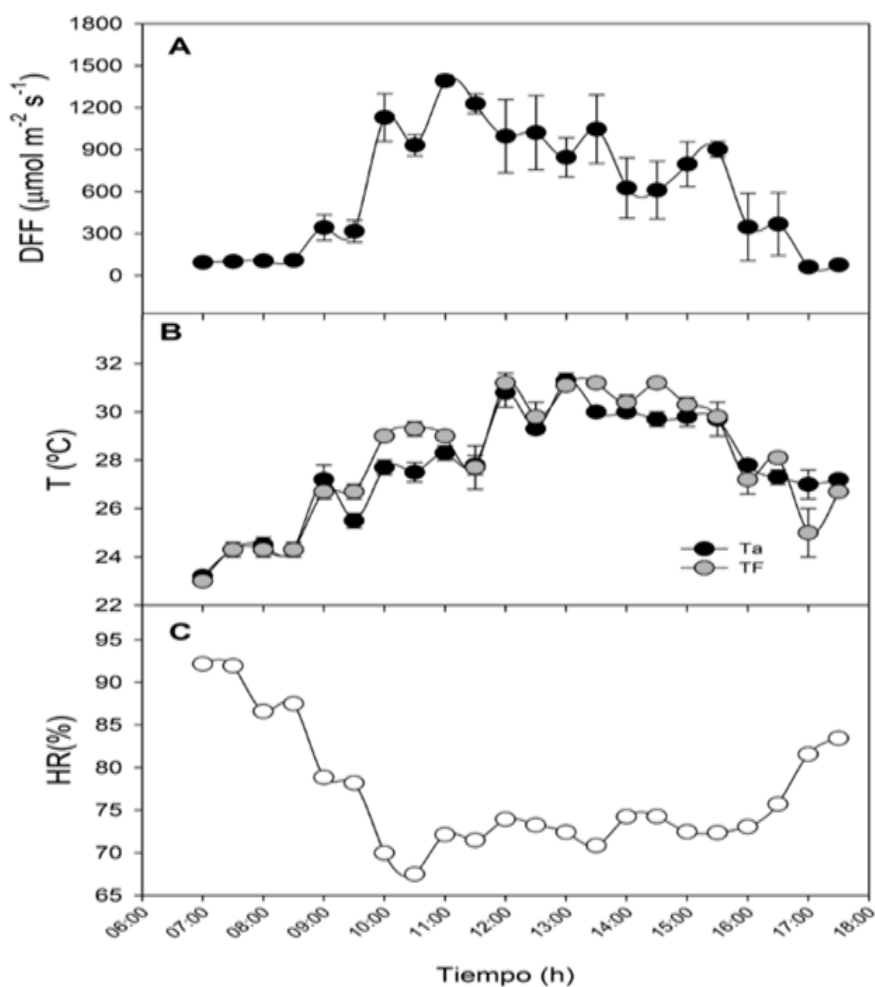 A
1800
1500
1200
900
600
300
0
DFF (μmol m⁻² s⁻¹)
B
32
30
28
26
24
22
T (ºC)
Ta
TF
C
95
90
85
80
75
70
65
HR(%)
06:00 07:00 08:00 09:00 10:00 11:00 12:00 13:00 14:00 15:00 16:00 17:00 18:00
Tiempo (h)